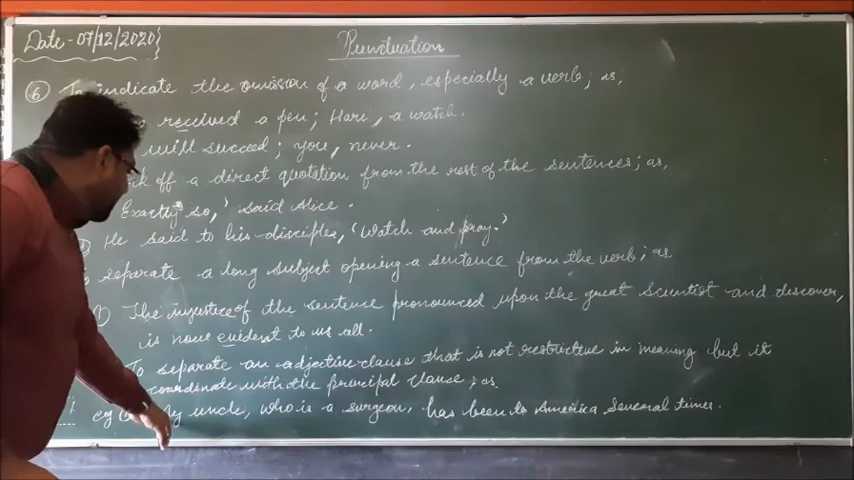 Date - 07/12/2020
Punctuation
6 To indicate the omission of a word, especially a verb; as,
received a pen; Hari, a watch.
will succeed; you, never.
off a direct quotation from the rest of the sentences; as,
Exactly so,' said Alice.
He said to his disciples, 'Watch and pray.'
separate a long subject opening a sentence from the verb; as
The injustice of the sentence pronounced upon the great Scientist and discover,
is now evident to us all.
To separate an adjective clause that is not restrictive in meaning but it
coordinate with the principal clause; as
eg uncle, who is a surgeon, has been to America Several times.